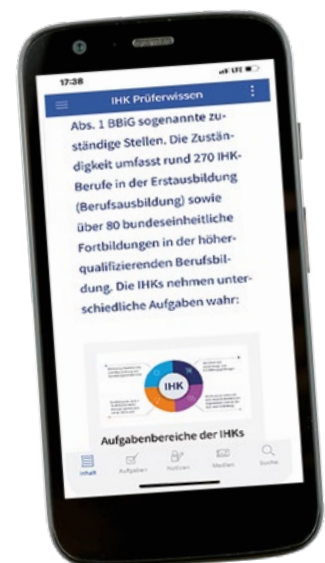 17:38
LTE
IHK Prüferwissen
Abs. 1 BBiG sogenannte zu-
ständige Stellen. Die Zustän-
digkeit umfasst rund 270 IHK-
Berufe in der Erstausbildung
(Berufsausbildung) sowie
über 80 bundeseinheitliche
Fortbildungen in der höher-
qualifizierenden Berufsbil-
dung. Die IHKs nehmen unter-
schiedliche Aufgaben wahr:
IHK
Aufgabenbereiche der IHKs
Inhalt Aufgaben Notizen Medien Suche